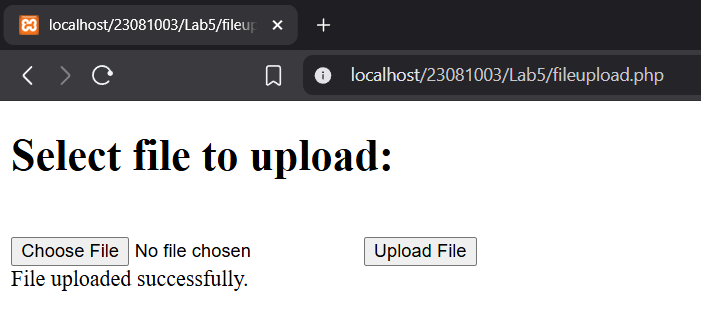 localhost/23081003/Lab5/fileup
localhost/23081003/Lab5/fileupload.php
Select file to upload:
Choose File No file chosen Upload File
File uploaded successfully.